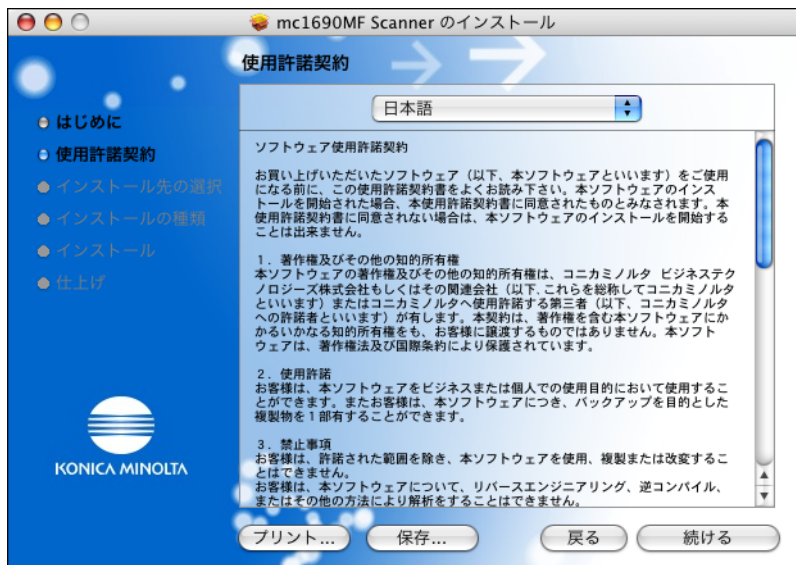 mc1690MF Scanner のインストール
使用許諾契約
はじめに
使用許諾契約
インストール先の選択
インストールの種類
インストール
仕上げ
KONICA MINOLTA
日本語
ソフトウェア使用許諾契約
お買い上げいただいたソフトウェア（以下、本ソフトウェアといいます）をご使用
になる前に、この使用許諾契約書をよくお読み下さい。本ソフトウェアのインス
トールを開始された場合、本使用許諾契約書に同意されたものとみなされます。本
使用許諾契約書に同意されない場合は、本ソフトウェアのインストールを開始する
ことは出来ません。
1．著作権及びその他の知的所有権
本ソフトウェアの著作権及びその他の知的所有権は、コニカミノルタ ビジネステク
ノロジーズ株式会社もしくはその関連会社（以下、これらを総称してコニカミノルタ
といいます）またはコニカミノルタへ使用許諾する第三者（以下、コニカミノルタ
への許諾者といいます）が有します。本契約は、著作権を含む本ソフトウェアにか
かるいかなる知的所有権をも、お客様に譲渡するものではありません。本ソフト
ウェアは、著作権法及び国際条約により保護されています。
2．使用許諾
お客様は、本ソフトウェアをビジネスまたは個人での使用目的において使用するこ
とができます。またお客様は、本ソフトウェアにつき、バックアップを目的とした
複製物を1部有することができます。
3．禁止事項
お客様は、許諾された範囲を除き、本ソフトウェアを使用、複製または改変するこ
とはできません。
お客様は、本ソフトウェアについて、リバースエンジニアリング、逆コンパイル、
またはその他の方法により解析をすることはできません。
プリント...
保存...
戻る
続ける